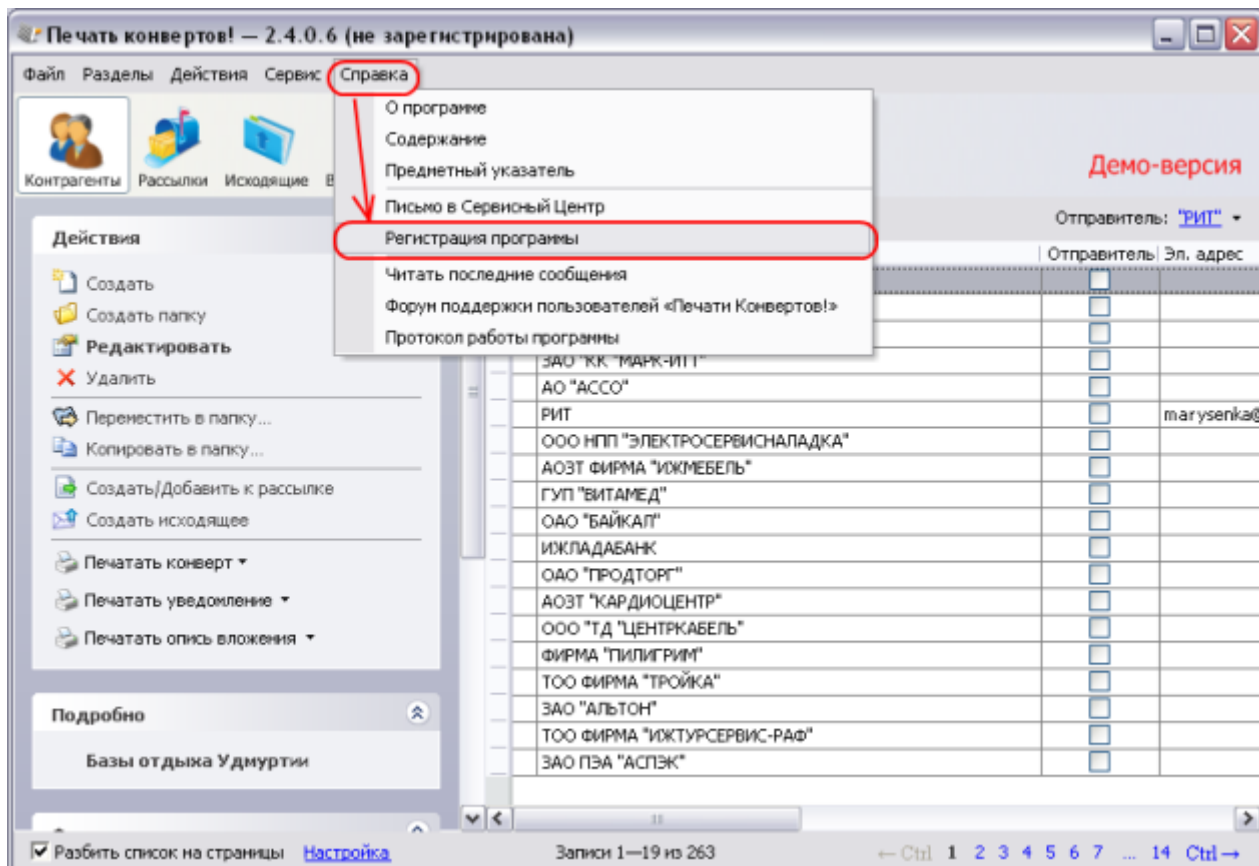 Печать конвертов! — 2.4.0.6 (не зарегистрирована)
Файл Разделы Действия Сервис Справка
О программе
Содержание
Предметный указатель
Письмо в Сервисный Центр
Регистрация программы
Читать последние сообщения
Форум поддержки пользователей «Печати Конвертов!»
Протокол работы программы
Контрагенты Рассылки Исходящие В
Демо-версия
Отправитель: "РИТ"
Действия
Создать
Создать папку
Редактировать
Удалить
Переместить в папку...
Копировать в папку...
Создать/Добавить к рассылке
Создать исходящее
Печатать конверт
Печатать уведомление
Печатать опись вложения
Подробно
Базы отдыха Удмуртии
Отправитель Эл. адрес
ЗАО "КК "МАРК-ИТТ"
АО "АССО"
РИТ marysenka@
ООО НПП "ЭЛЕКТРОСЕРВИСНАЛАДКА"
АОЗТ ФИРМА "ИЖМЕБЕЛЬ"
ГУП "ВИТАМЕД"
ОАО "БАЙКАЛ"
ИЖЛАДАБАНК
ОАО "ПРОДТОРГ"
АОЗТ "КАРДИОЦЕНТР"
ООО "ТД "ЦЕНТРКАБЕЛЬ"
ФИРМА "ПИЛИГРИМ"
ТОО ФИРМА "ТРОЙКА"
ЗАО "АЛЬТОН"
ТОО ФИРМА "ИЖТУРСЕРВИС-РАФ"
ЗАО ПЭА "АСПЭК"
Разбить список на страницы Настройка Записи 1—19 из 263 ← Ctrl 1 2 3 4 5 6 7 ... 14 Ctrl →